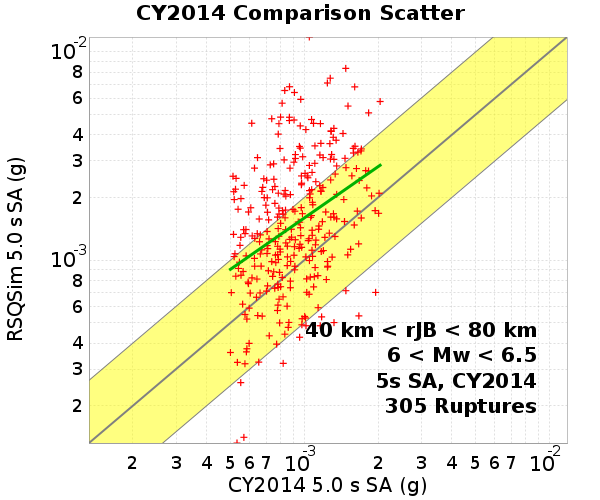 CY2014 Comparison Scatter
10⁻²
8
6
4
3
2
10⁻³
8
6
4
3
2
RSQSim 5.0 s SA (g)
40 km < rJB < 80 km
6 < Mw < 6.5
5s SA, CY2014
305 Ruptures
2 3 4 5 6 7 10⁻³ 2 3 4 5 6 7 10⁻²
CY2014 5.0 s SA (g)